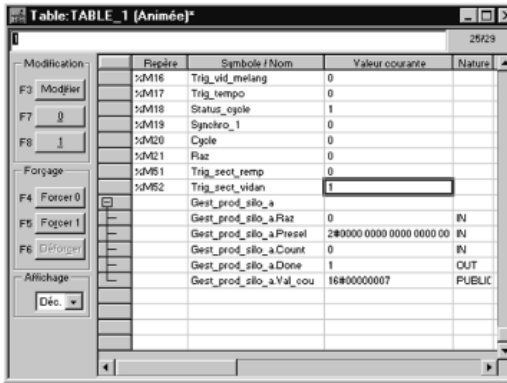 Table:TABLE_1 (Animée)*
1
25/29
Modification
F3 Modifier
F7 0
F8 1
Forçage
F4 Forcer 0
F5 Forcer 1
F6 Déforcer
Affichage
Déc.
Repère Symbole / Nom Valeur courante Nature
%M16 Trig_vid_melang 0
%M17 Trig_tempo 0
%M18 Status_cycle 1
%M19 Synchro_1 0
%M20 Cycle 0
%M21 Raz 0
%M51 Trig_sect_remp 0
%M52 Trig_sect_vidan 1
Gest_prod_silo_a
Gest_prod_silo_a.Raz 0 IN
Gest_prod_silo_a.Presel 2#0000 0000 0000 0000 00 IN
Gest_prod_silo_a.Count 0 IN
Gest_prod_silo_a.Done 1 OUT
Gest_prod_silo_a.Val_cou 16#00000007 PUBLIC